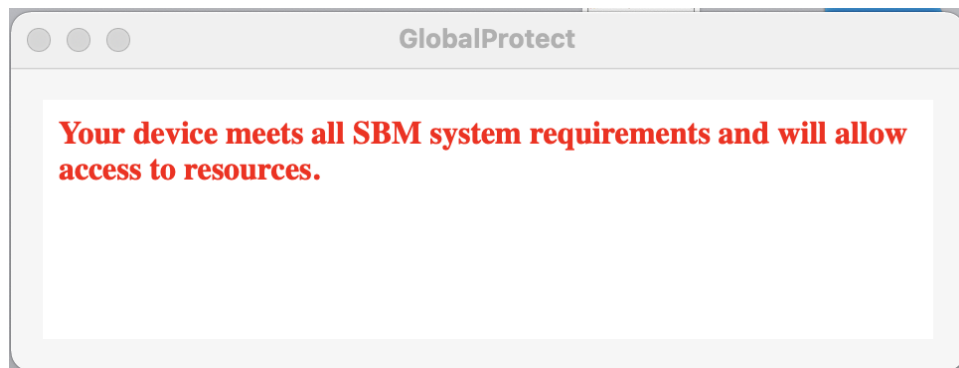 GlobalProtect
Your device meets all SBM system requirements and will allow
access to resources.